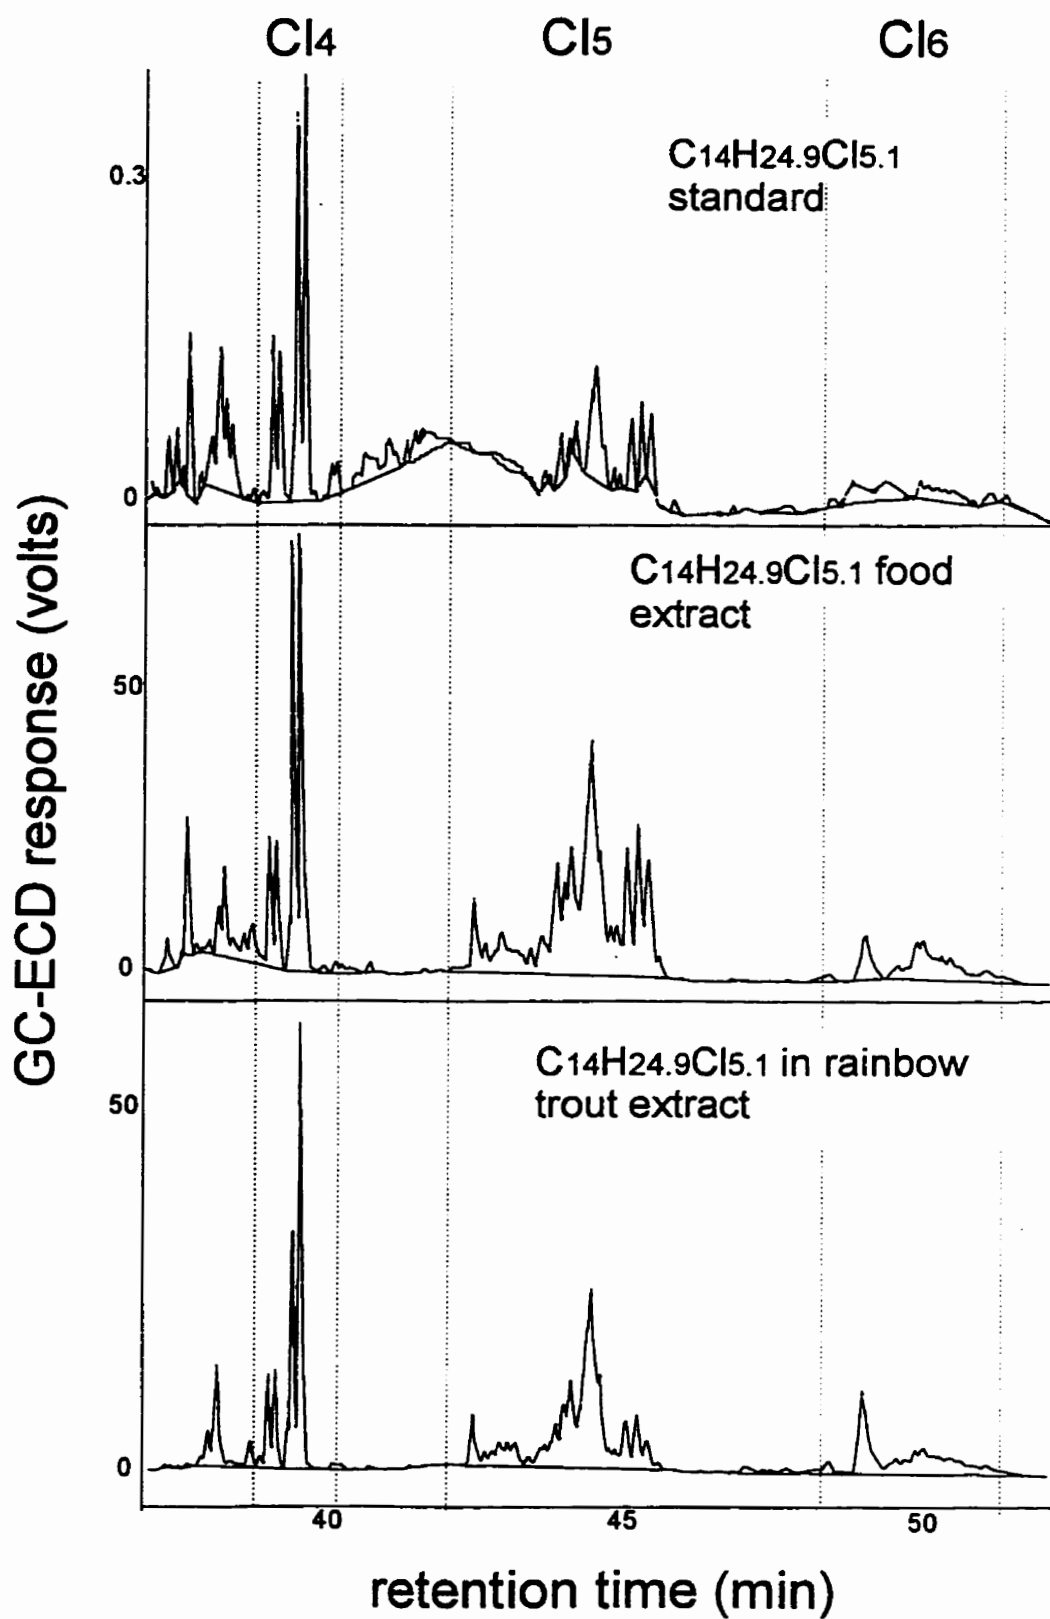 Cl4 Cl5 Cl6
C14H24.9Cl5.1
standard
0.3
0
C14H24.9Cl5.1 food
extract
50
0
C14H24.9Cl5.1 in rainbow
trout extract
50
0
GC-ECD response (volts)
40 45 50
retention time (min)